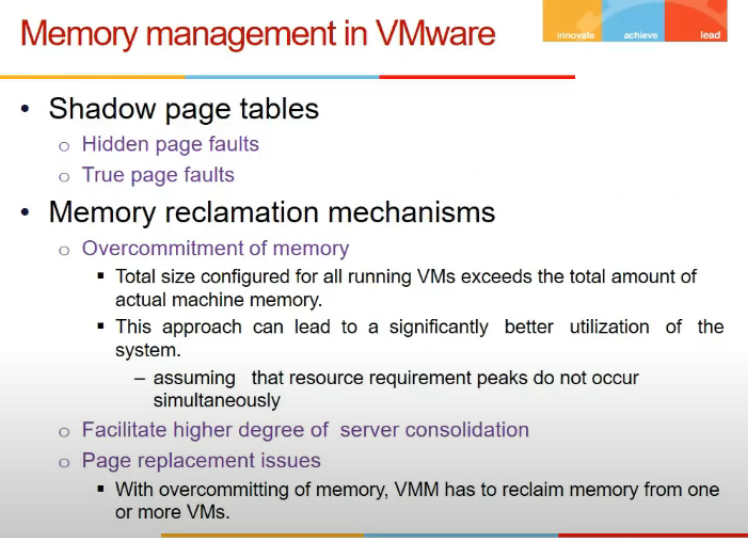 Memory management in VMware
innovate achieve lead
• Shadow page tables
o Hidden page faults
o True page faults
• Memory reclamation mechanisms
o Overcommitment of memory
▪ Total size configured for all running VMs exceeds the total amount of
actual machine memory.
▪ This approach can lead to a significantly better utilization of the
system.
– assuming that resource requirement peaks do not occur
simultaneously
o Facilitate higher degree of server consolidation
o Page replacement issues
▪ With overcommitting of memory, VMM has to reclaim memory from one
or more VMs.